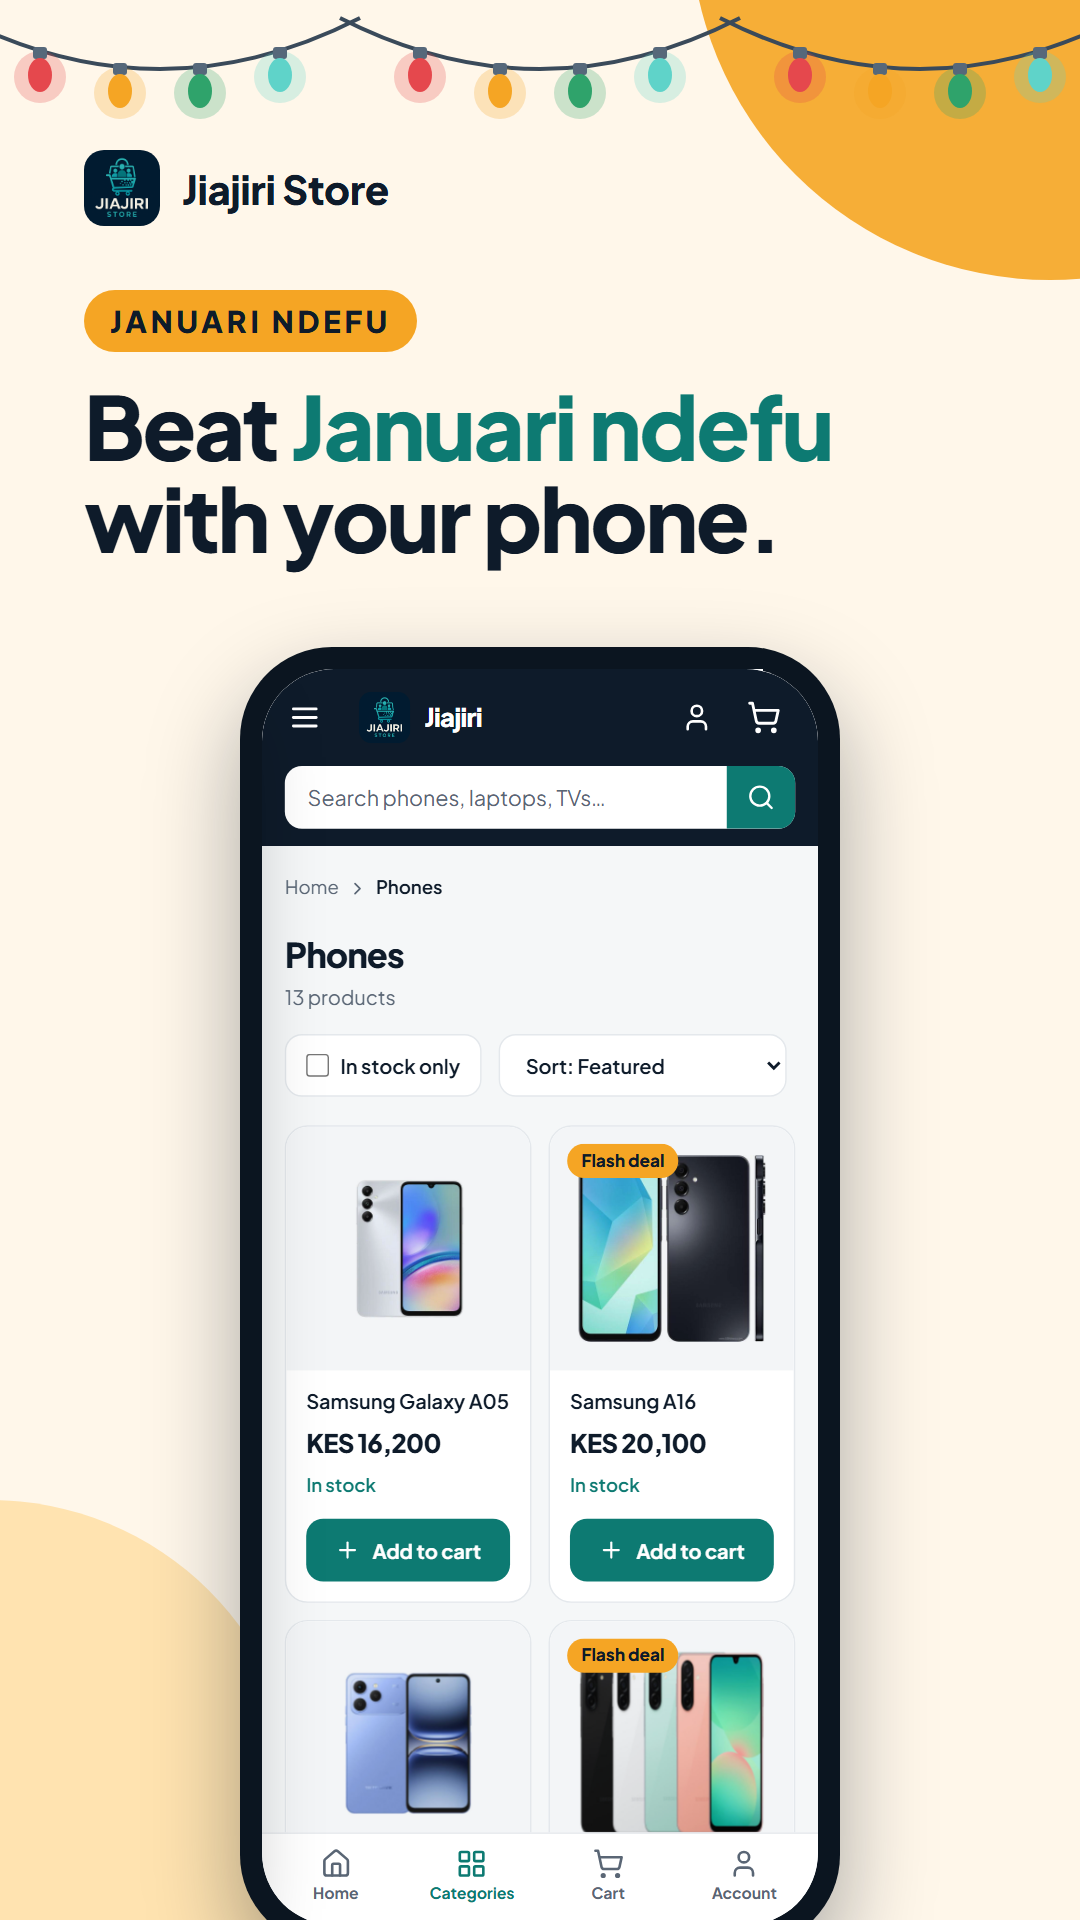 JIAJIRI
STORE
Jiajiri Store
JANUARI NDEFU
Beat Januari ndefu
with your phone.
JIAJIRI
STORE
Jiajiri
Search phones, laptops, TVs...
Home > Phones
Phones
13 products
In stock only
Sort: Featured
Flash deal
Samsung Galaxy A05
KES 16,200
In stock
+ Add to cart
Samsung A16
KES 20,100
In stock
+ Add to cart
Flash deal
Home
Categories
Cart
Account